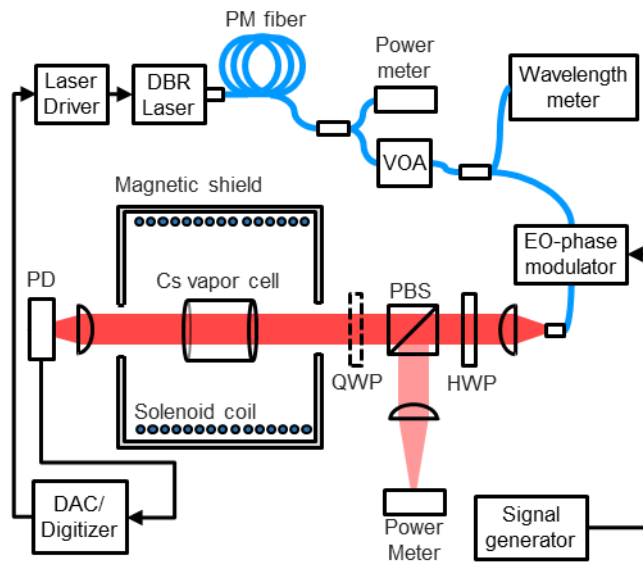 PM fiber
Laser
Driver
DBR
Laser
Power
meter
Wavelength
meter
VOA
Magnetic shield
EO-phase
modulator
PD
Cs vapor cell
PBS
QWP
HWP
Solenoid coil
DAC/
Digitizer
Power
Meter
Signal
generator